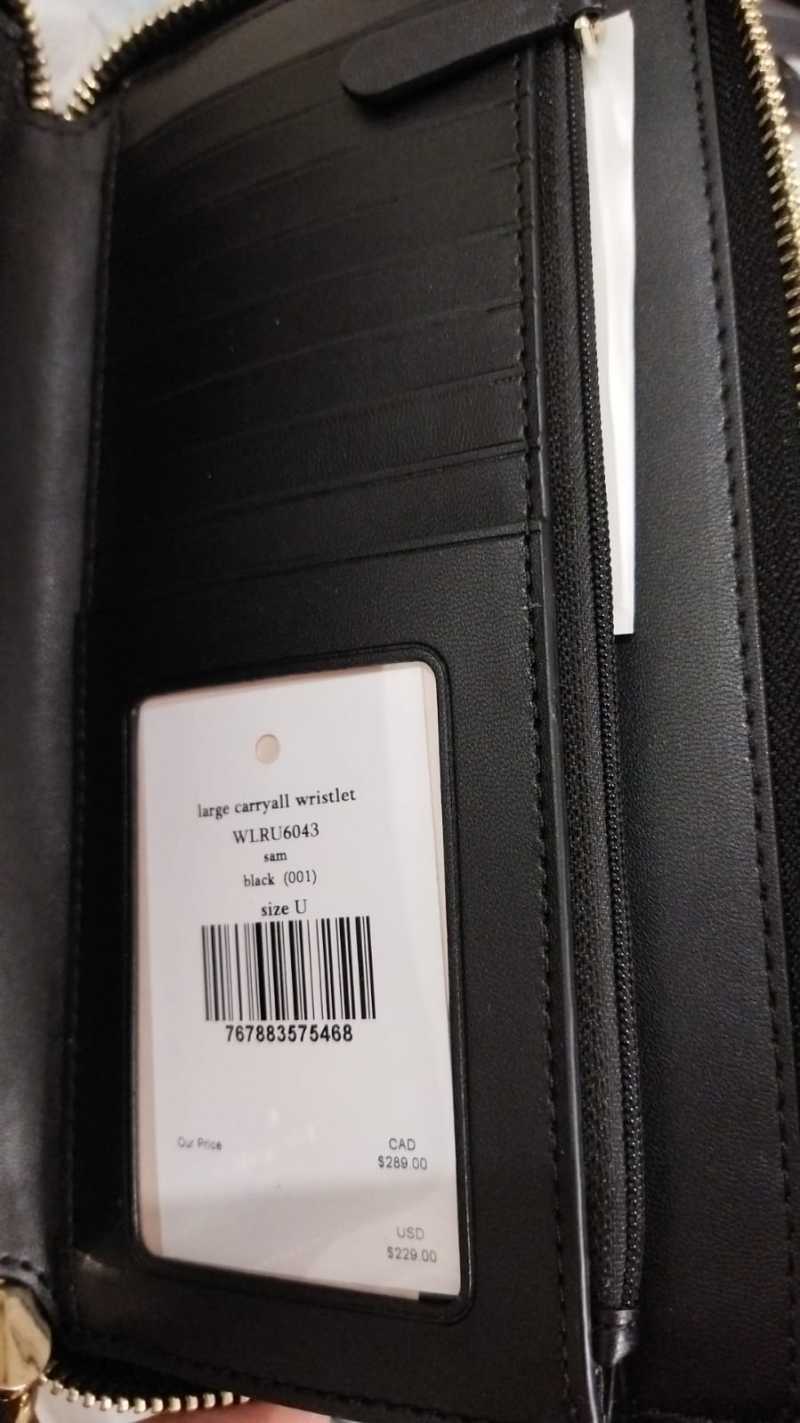 large carryall wristlet
WLRU6043
sam
black (001)
size U
767883575468
Our Price
CAD
$289.00
USD
$229.00